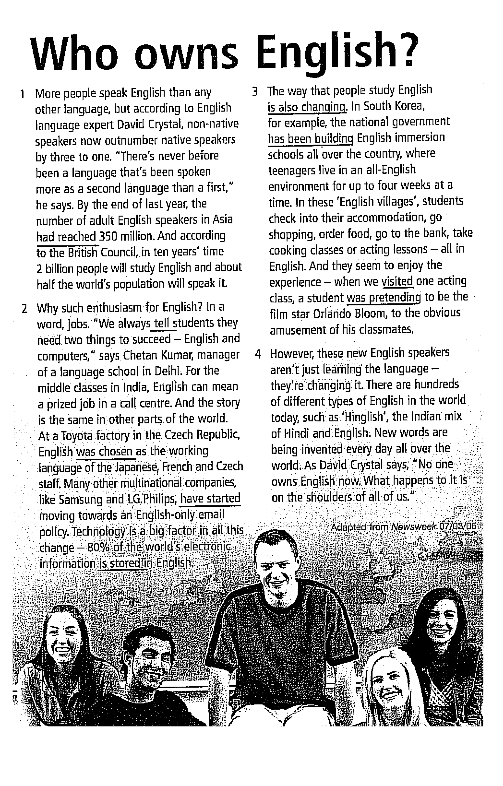 Who owns English?
1 More people speak English than any
other language, but according to English
language expert David Crystal, non-native
speakers now outnumber native speakers
by three to one. "There's never before
been a language that's been spoken
more as a second language than a first,"
he says. By the end of last year, the
number of adult English speakers in Asia
had reached 350 million. And according
to the British Council, in ten years' time
2 billion people will study English and about
half the world's population will speak it.
2 Why such enthusiasm for English? In a
word, jobs. "We always tell students they
need two things to succeed – English and
computers," says Chetan Kumar, manager
of a language school in Delhi. For the
middle classes in India, English can mean
a prized job in a call centre. And the story
is the same in other parts of the world.
At a Toyota factory in the Czech Republic,
English was chosen as the working
language of the Japanese, French and Czech
staff. Many other multinational companies,
like Samsung and LG Philips, have started
moving towards an English-only email
policy. Technology is a big factor in all this
change – 80% of the world's electronic
information is stored in English.
3 The way that people study English
is also changing. In South Korea,
for example, the national government
has been building English immersion
schools all over the country, where
teenagers live in an all-English
environment for up to four weeks at a
time. In these 'English villages', students
check into their accommodation, go
shopping, order food, go to the bank, take
cooking classes or acting lessons – all in
English. And they seem to enjoy the
experience – when we visited one acting
class, a student was pretending to be the
film star Orlando Bloom, to the obvious
amusement of his classmates.
4 However, these new English speakers
aren't just learning the language –
they're changing it. There are hundreds
of different types of English in the world
today, such as 'Hinglish', the Indian mix
of Hindi and English. New words are
being invented every day all over the
world. As David Crystal says, "No one
owns English now. What happens to it is
on the shoulders of all of us."
Adapted from Newsweek 07/03/06